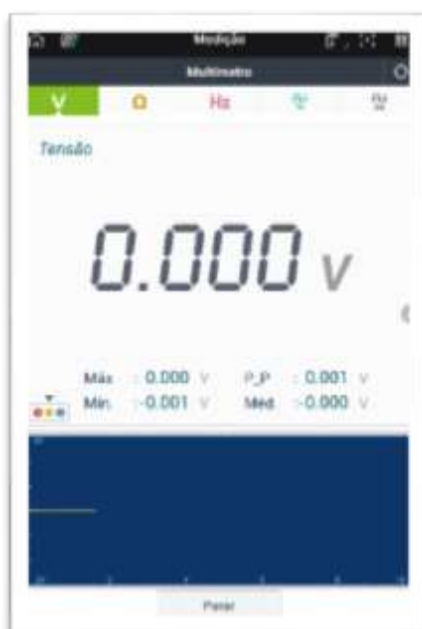 Medição
Multímetro
V Ω Hz
Tensão
0.000 V
Máx : 0.000 V P_P : 0.001 V
Mín :-0.001 V Méd :-0.000 V
Parar